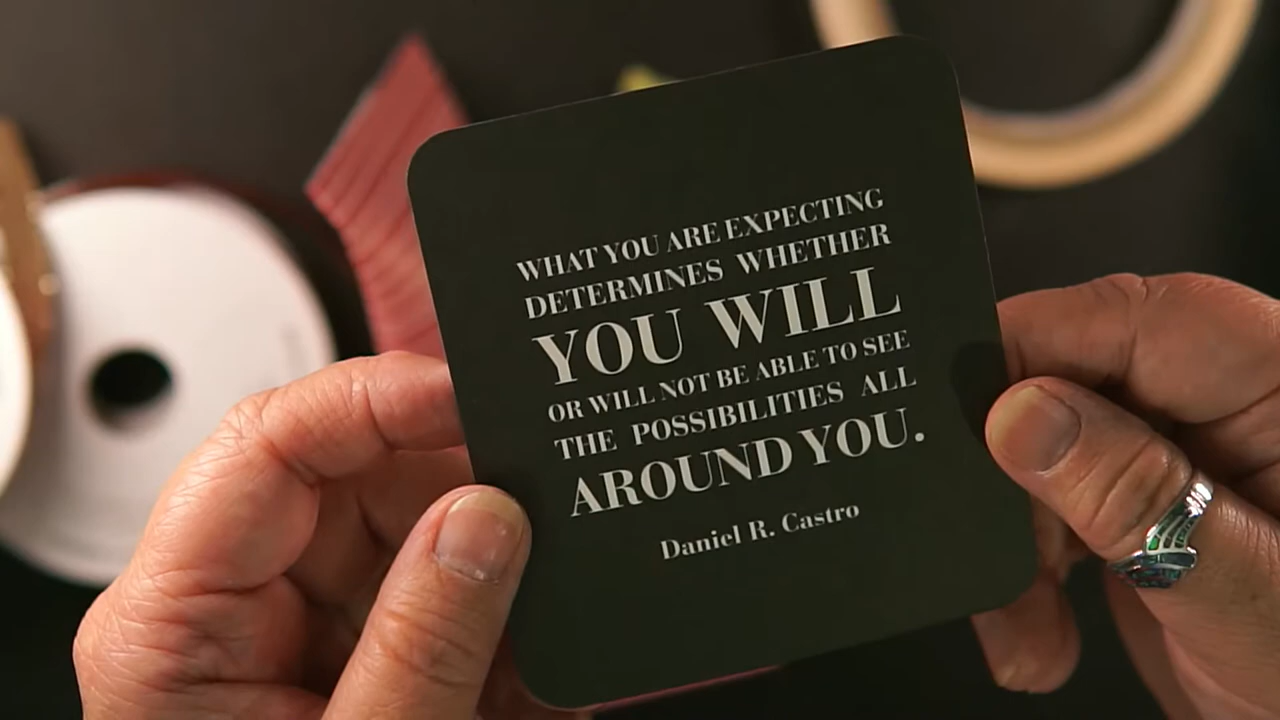 WHAT YOU ARE EXPECTING
DETERMINES WHETHER
YOU WILL
OR WILL NOT BE ABLE TO SEE
THE POSSIBILITIES ALL
AROUND YOU.
Daniel R. Castro